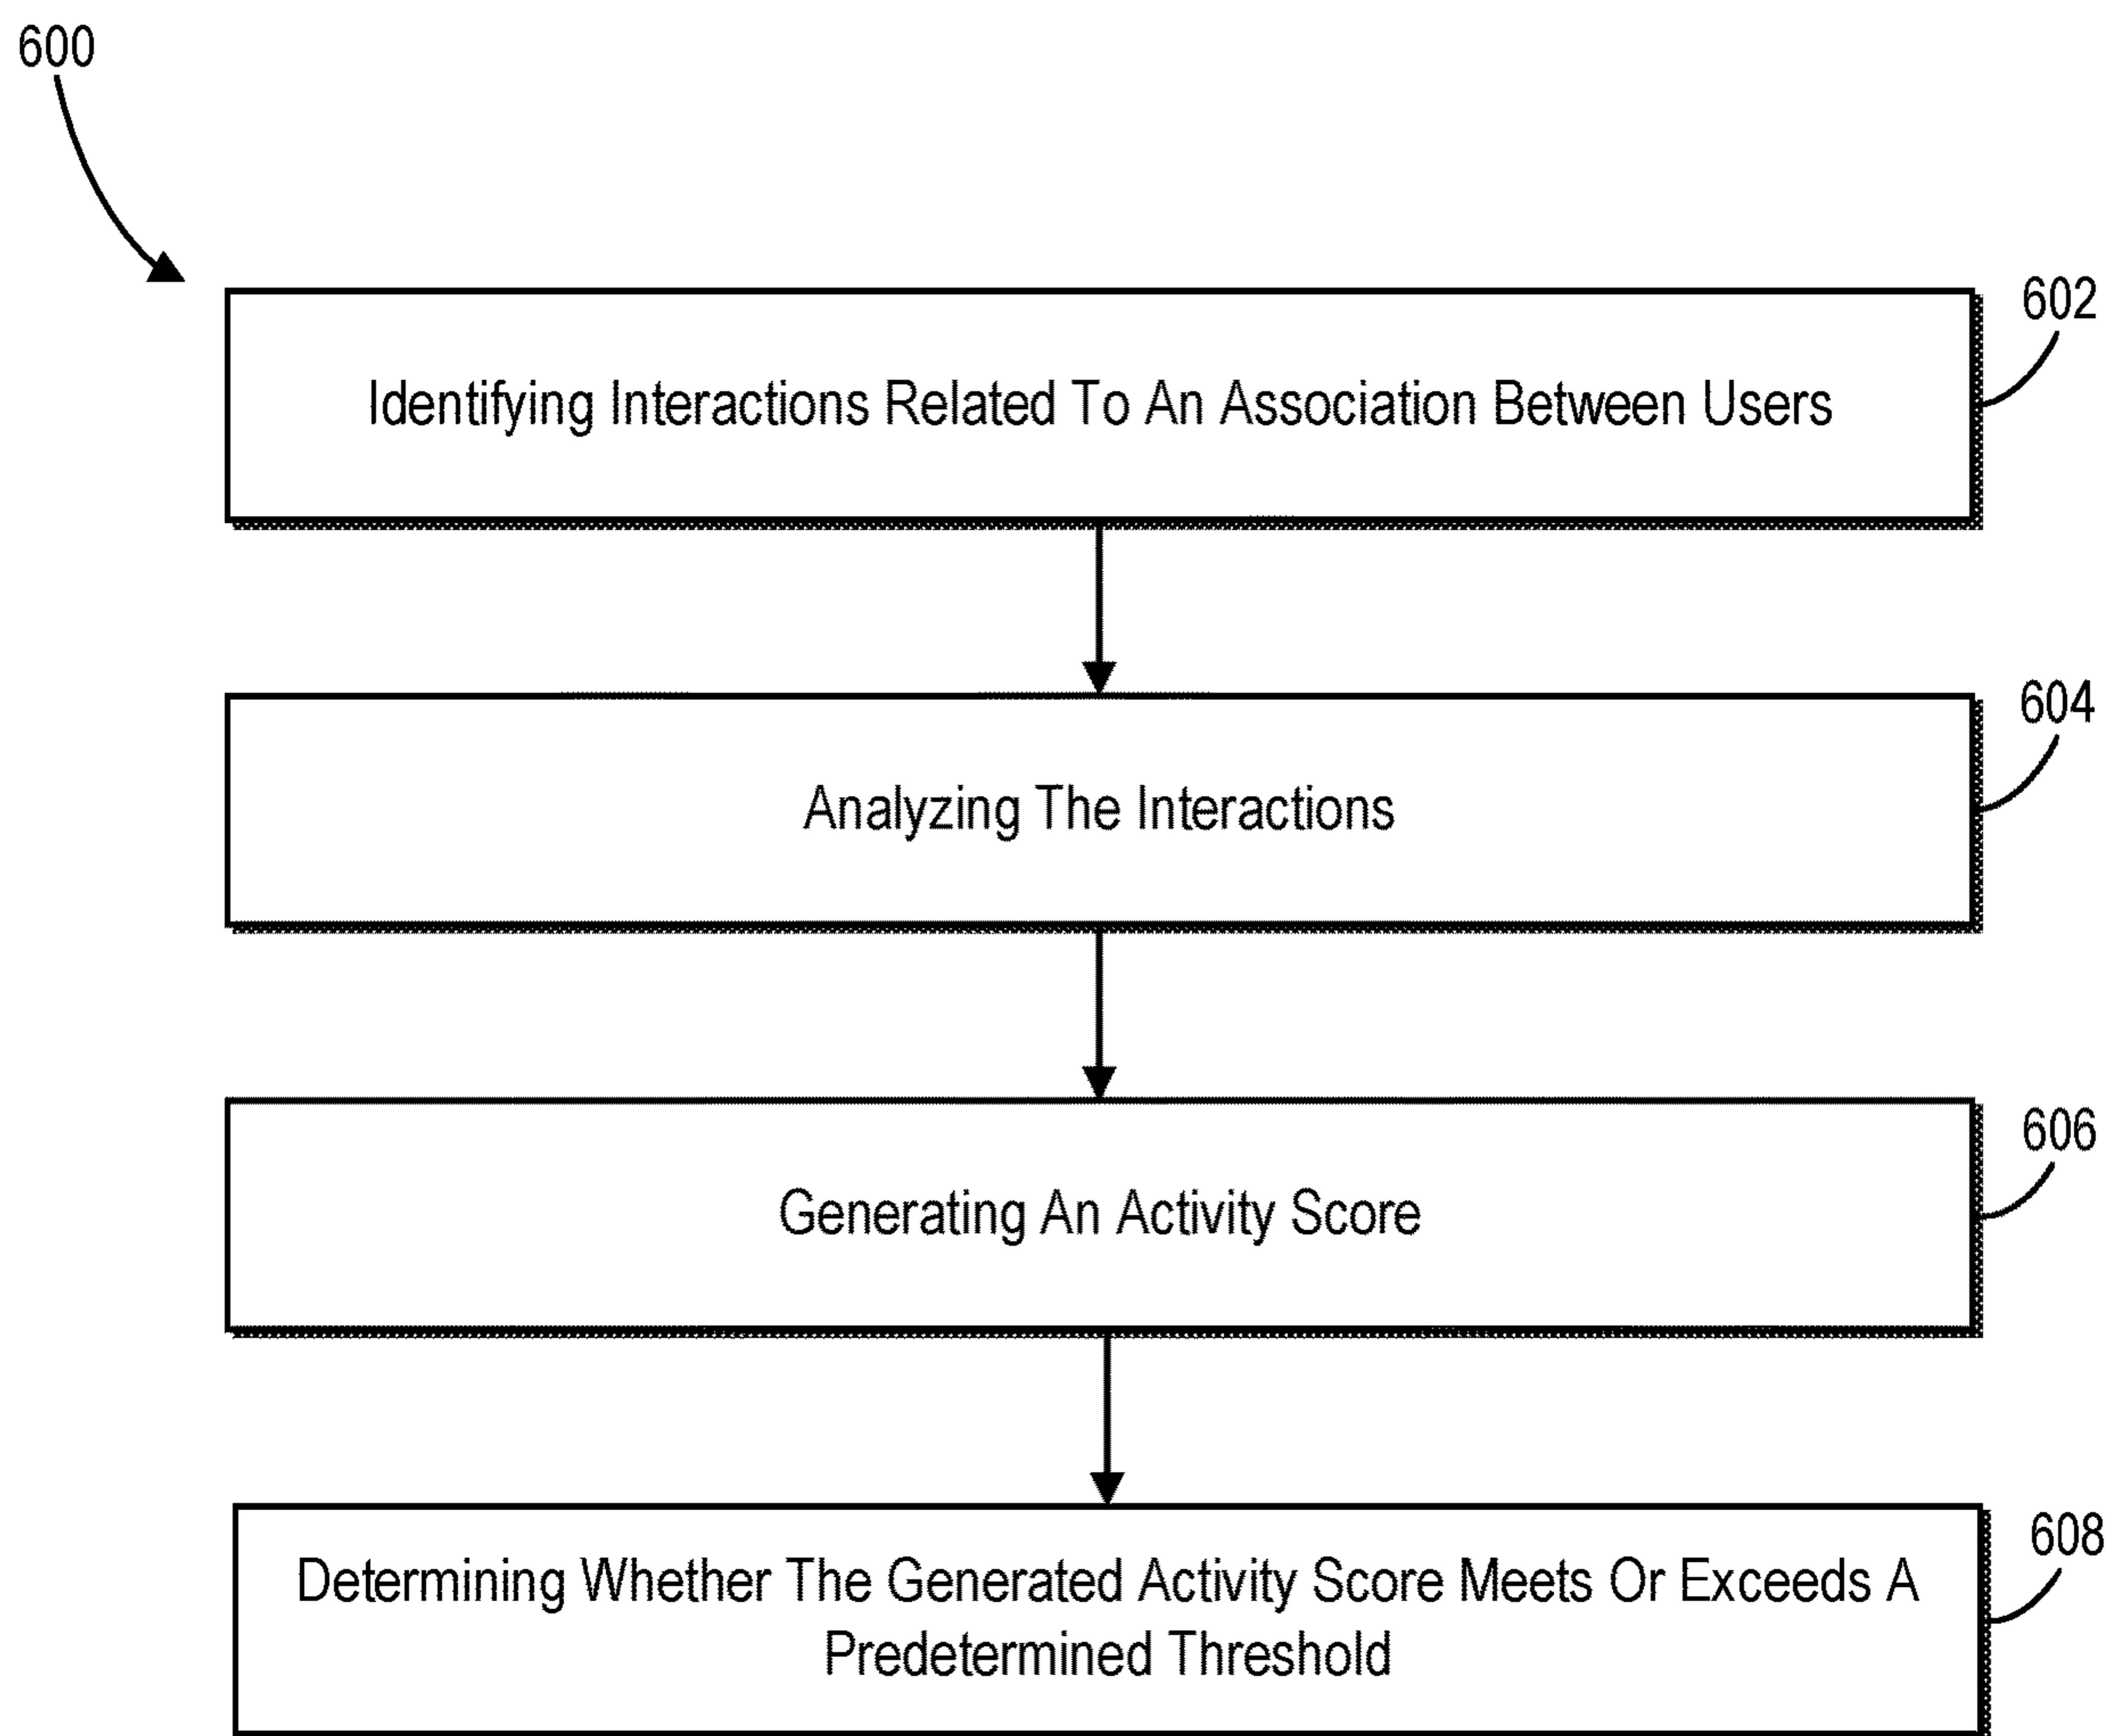 600
602
Identifying Interactions Related To An Association Between Users
604
Analyzing The Interactions
606
Generating An Activity Score
608
Determining Whether The Generated Activity Score Meets Or Exceeds A
Predetermined Threshold